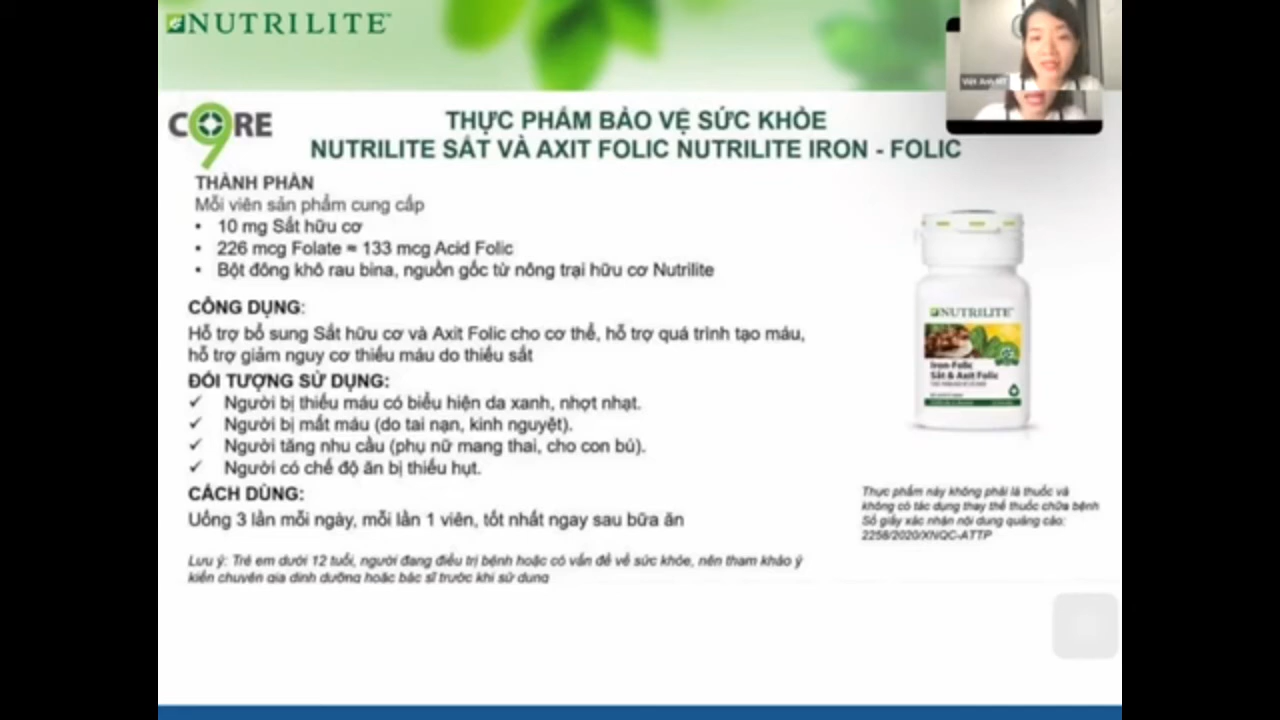 NUTRILITE™
Việt Anh
CORE 9
THỰC PHẨM BẢO VỆ SỨC KHỎE
NUTRILITE SẮT VÀ AXIT FOLIC NUTRILITE IRON - FOLIC
THÀNH PHẦN
Mỗi viên sản phẩm cung cấp
• 10 mg Sắt hữu cơ
• 226 mcg Folate ≈ 133 mcg Acid Folic
• Bột đông khô rau bina, nguồn gốc từ nông trại hữu cơ Nutrilite
CÔNG DỤNG:
Hỗ trợ bổ sung Sắt hữu cơ và Axit Folic cho cơ thể, hỗ trợ quá trình tạo máu,
hỗ trợ giảm nguy cơ thiếu máu do thiếu sắt
ĐỐI TƯỢNG SỬ DỤNG:
✓ Người bị thiếu máu có biểu hiện da xanh, nhợt nhạt.
✓ Người bị mất máu (do tai nạn, kinh nguyệt).
✓ Người tăng nhu cầu (phụ nữ mang thai, cho con bú).
✓ Người có chế độ ăn bị thiếu hụt.
CÁCH DÙNG:
Uống 3 lần mỗi ngày, mỗi lần 1 viên, tốt nhất ngay sau bữa ăn
Lưu ý: Trẻ em dưới 12 tuổi, người đang điều trị bệnh hoặc có vấn đề về sức khỏe, nên tham khảo ý
kiến chuyên gia dinh dưỡng hoặc bác sĩ trước khi sử dụng
NUTRILITE
Iron-Folic
Sắt & Axit Folic
Thực phẩm này không phải là thuốc và
không có tác dụng thay thế thuốc chữa bệnh
Số giấy xác nhận nội dung quảng cáo:
2258/2020/XNQC-ATTP